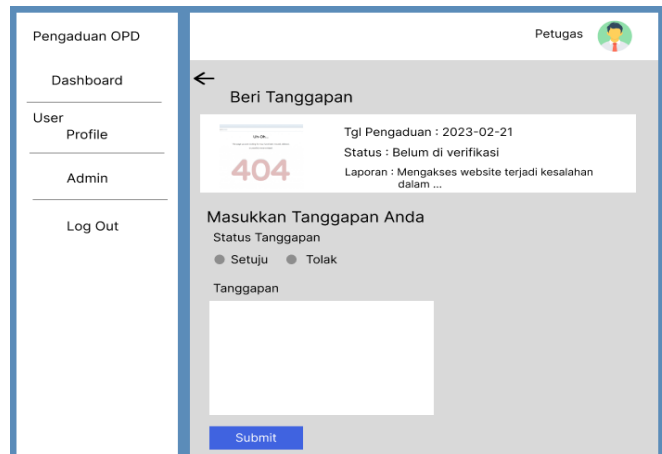 Pengaduan OPD
Dashboard
User
Profile
Admin
Log Out
Petugas
Beri Tanggapan
404
Tgl Pengaduan : 2023-02-21
Status : Belum di verifikasi
Laporan : Mengakses website terjadi kesalahan
dalam ...
Masukkan Tanggapan Anda
Status Tanggapan
Setuju Tolak
Tanggapan
Submit